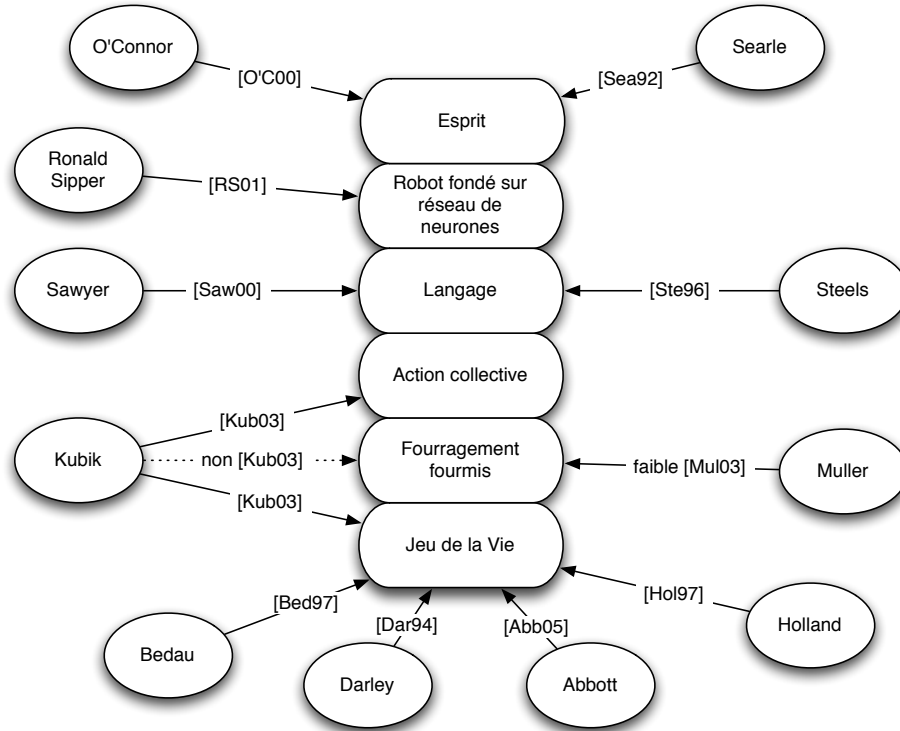 O'Connor
Searle
[O'C00]
[Sea92]
Esprit
Ronald
Sipper
[RS01]
Robot fondé sur
réseau de
neurones
Sawyer
[Saw00]
Langage
[Ste96]
Steels
Action collective
[Kub03]
Kubik
non [Kub03]
Fourragement
fourmis
faible [Mul03]
Muller
[Kub03]
Jeu de la Vie
[Bed97]
[Hol97]
[Dar94]
[Abb05]
Holland
Bedau
Darley
Abbott